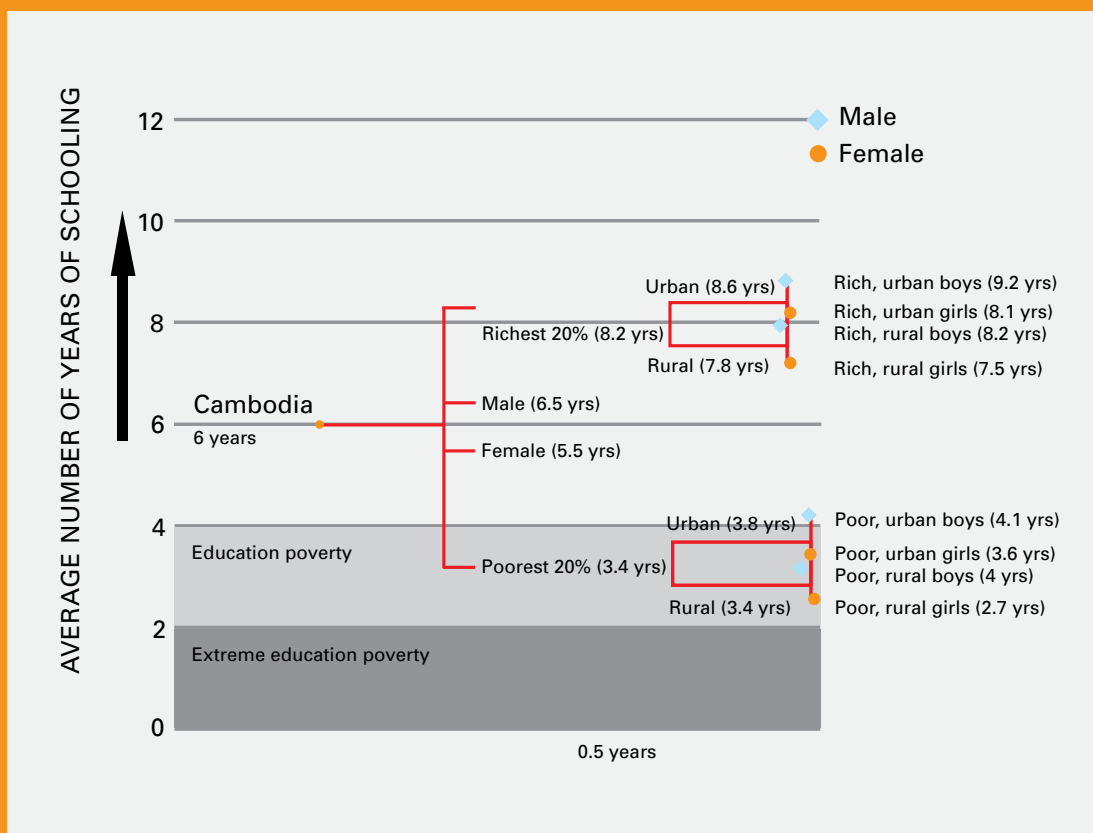 AVERAGE NUMBER OF YEARS OF SCHOOLING
12
10
8
6
4
2
0
Male
Female
Cambodia
6 years
Richest 20% (8.2 yrs)
Male (6.5 yrs)
Female (5.5 yrs)
Poorest 20% (3.4 yrs)
Urban (8.6 yrs)
Rural (7.8 yrs)
Rich, urban boys (9.2 yrs)
Rich, urban girls (8.1 yrs)
Rich, rural boys (8.2 yrs)
Rich, rural girls (7.5 yrs)
Urban (3.8 yrs)
Rural (3.4 yrs)
Poor, urban boys (4.1 yrs)
Poor, urban girls (3.6 yrs)
Poor, rural boys (4 yrs)
Poor, rural girls (2.7 yrs)
Education poverty
Extreme education poverty
0.5 years